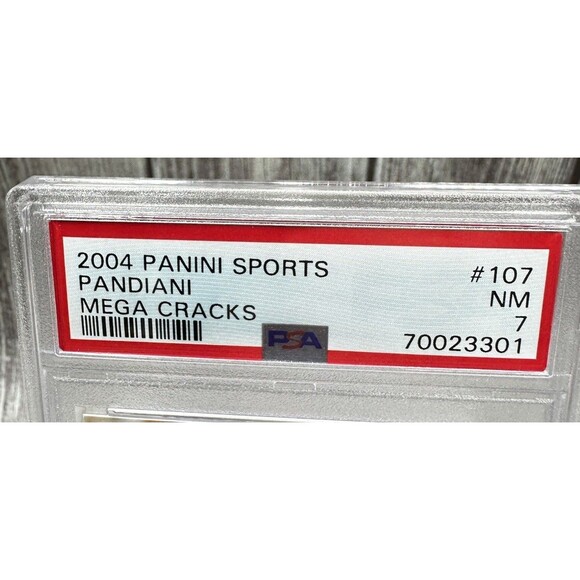 2004 PANINI SPORTS #107
PANDIANI NM
MEGA CRACKS 7
PSA 70023301